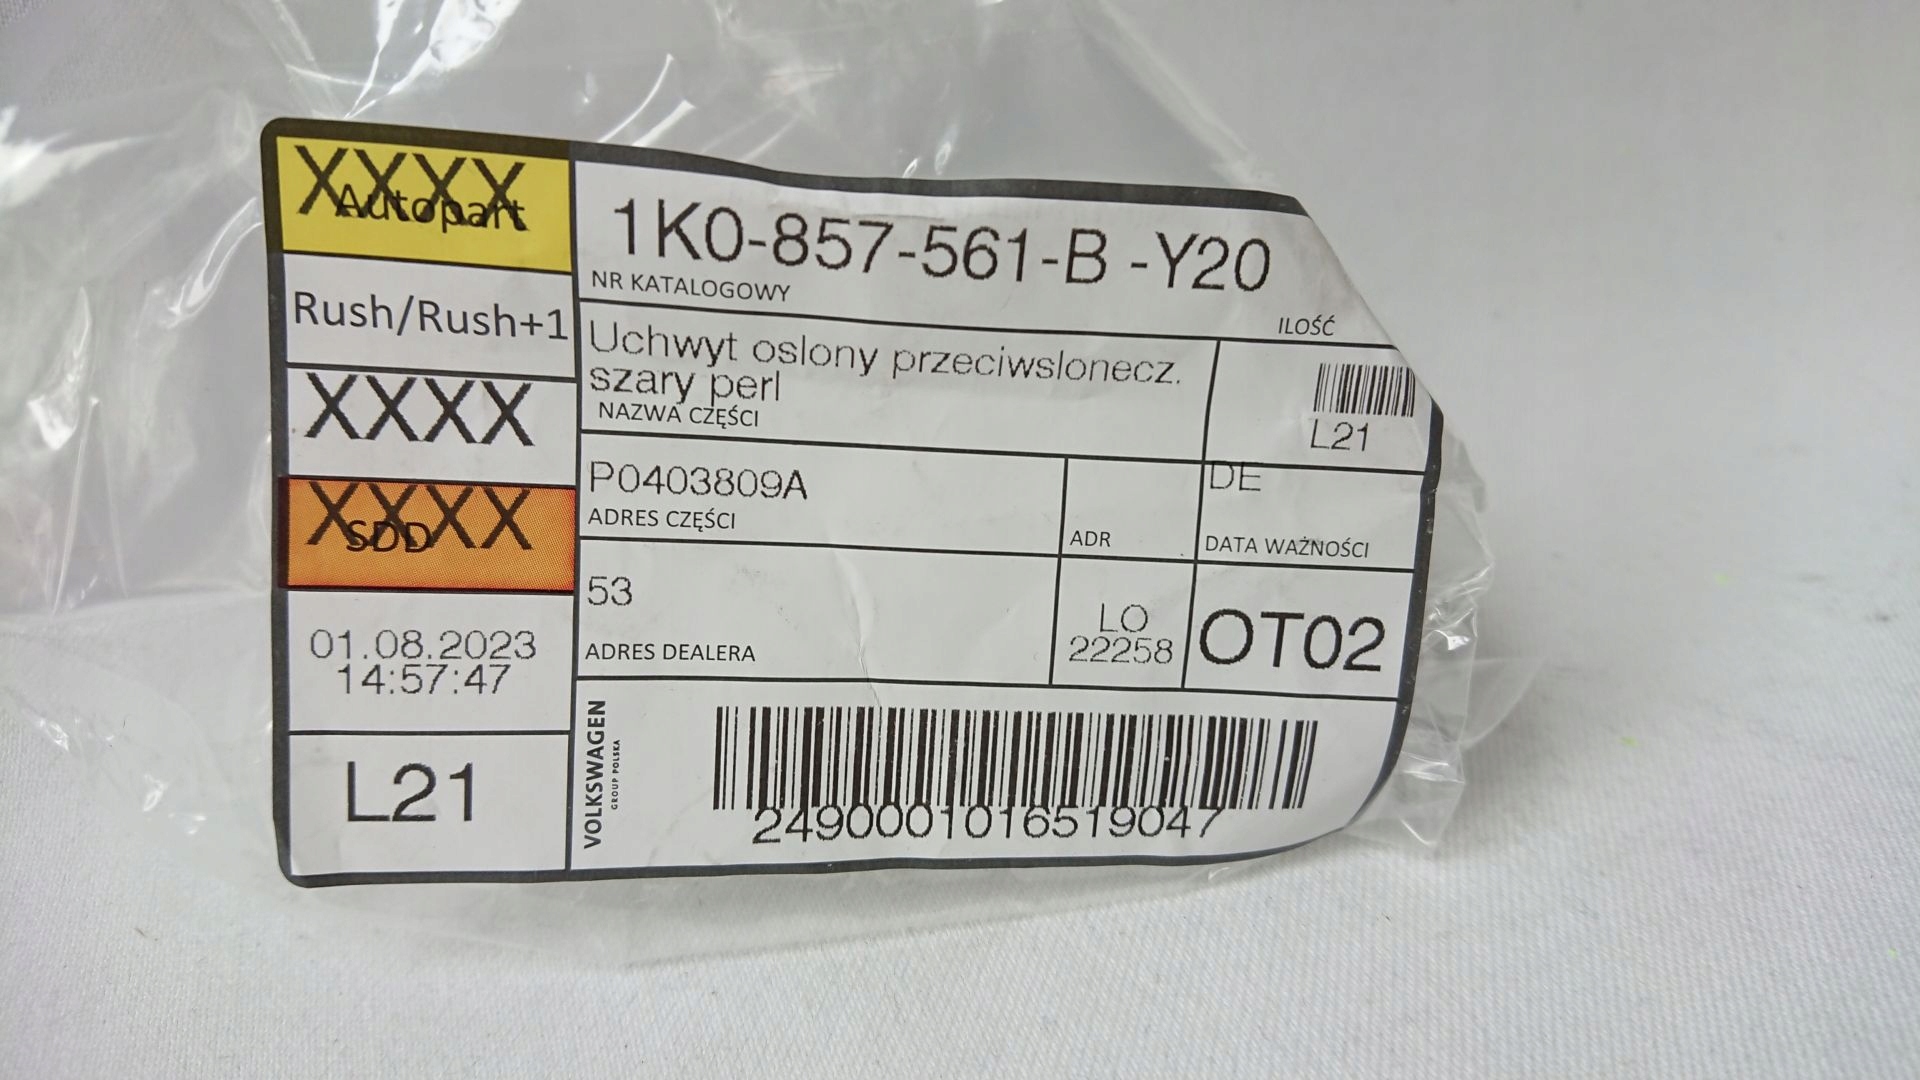 XXXX
Autopart
Rush/Rush+1
XXXX
XXXX
SDD
01.08.2023
14:57:47
L21
1K0-857-561-B -Y20
NR KATALOGOWY
ILOŚĆ
Uchwyt oslony przeciwslonecz.
szary perl
NAZWA CZĘŚCI
L21
P0403809A
ADRES CZĘŚCI
ADR
DE
DATA WAŻNOŚCI
53
ADRES DEALERA
LO
22258
OT02
VOLKSWAGEN
GROUP POLSKA
2490001016519047